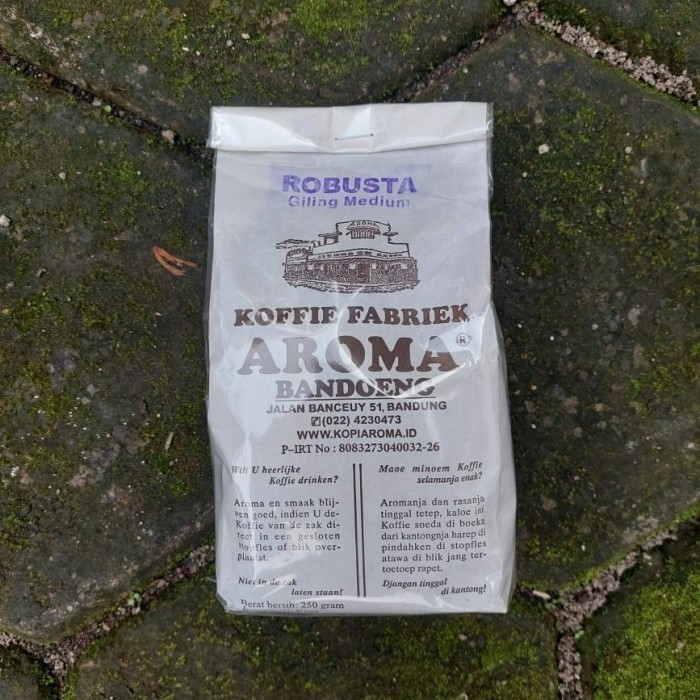 ROBUSTA
Giling Medium
KOFFIE FABRIEK
AROMA®
BANDOENG
JALAN BANCEUY 51, BANDUNG
(022) 4230473
WWW.KOPIAROMA.ID
P-IRT No : 8083273040032-26
Wilt U heerlijke
Koffie drinken?
Aroma en smaak blij-
ven goed, indien U de
Koffie van de zak di-
rect in een gesloten
stopfles of blik over-
plaatst.
Niet in de zak
laten staan!
Maoe minoem Koffie
selamanja enak?
Aromanja dan rasanja
tinggal tetep, kaloe ini
Koffie soeda di boeka
dari kantongnja harep di
pindahken di stopfles
atawa di blik jang ter-
toetoep rapet.
Djangan tinggal
di kantong!
Berat bersih: 250 gram